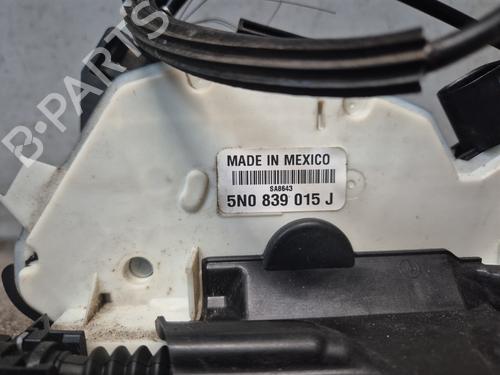 B-PARTS
MADE IN MEXICO
SA8643
5N0 839 015 J